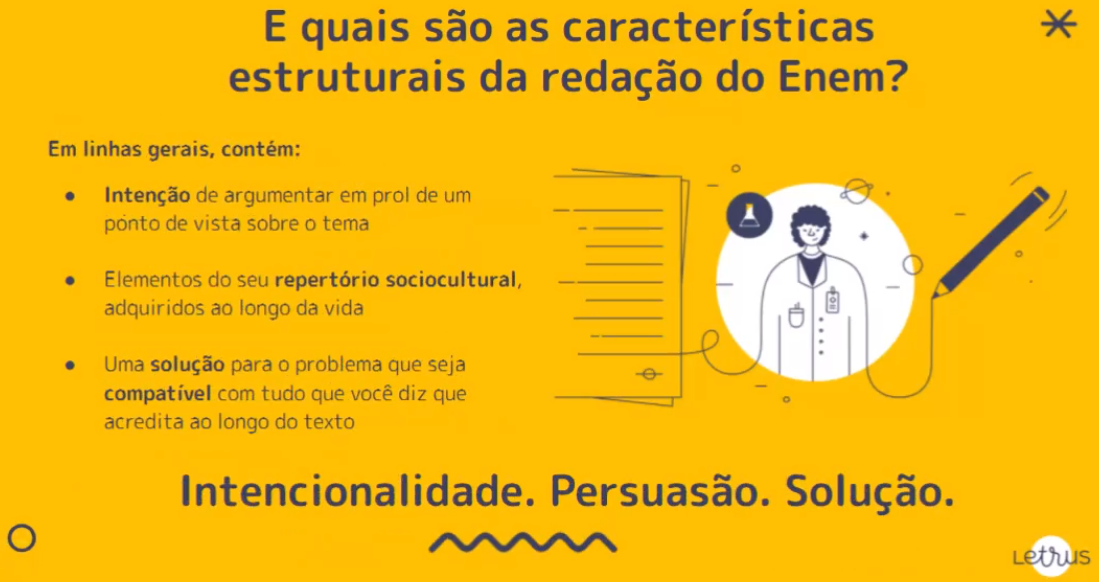 E quais são as características
estruturais da redação do Enem?
Em linhas gerais, contém:
● Intenção de argumentar em prol de um
ponto de vista sobre o tema
● Elementos do seu repertório sociocultural,
adquiridos ao longo da vida
● Uma solução para o problema que seja
compatível com tudo que você diz que
acredita ao longo do texto
Intencionalidade. Persuasão. Solução.
Letrus